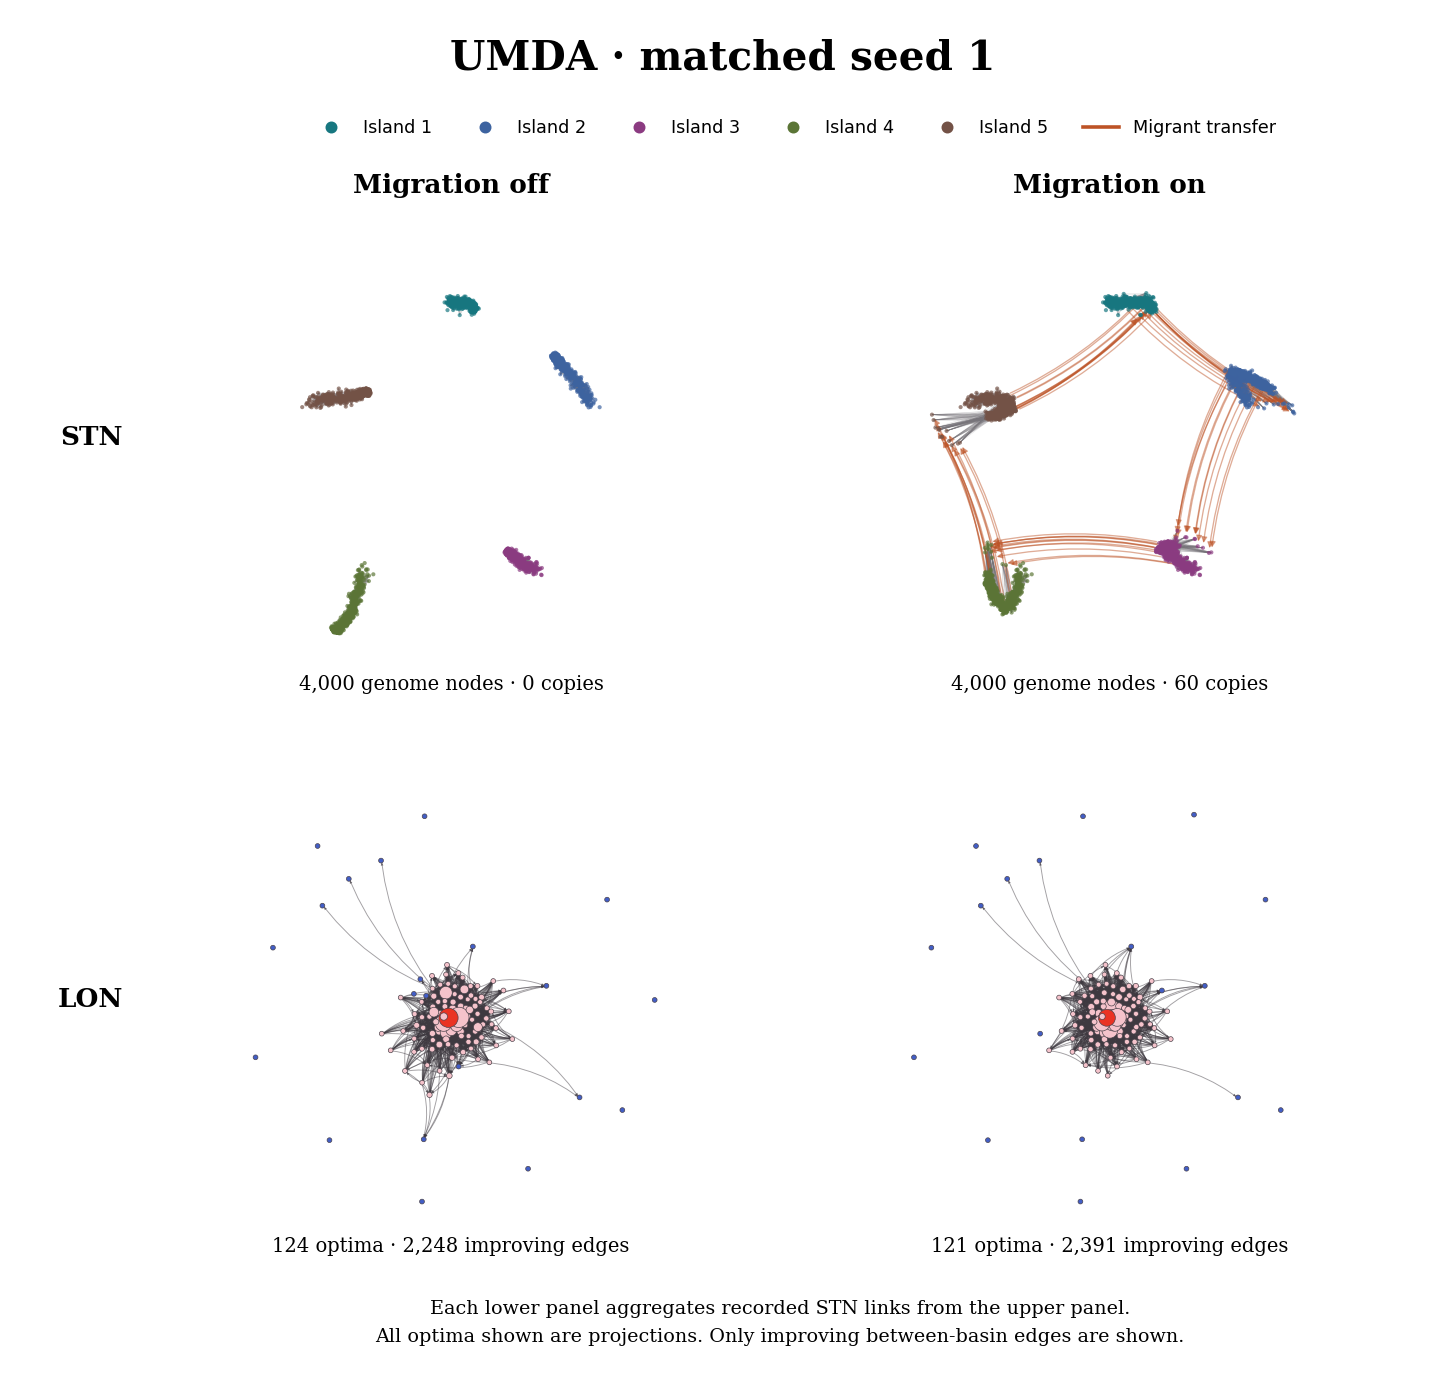 UMDA · matched seed 1
Island 1
Island 2
Island 3
Island 4
Island 5
Migrant transfer
Migration off
Migration on
STN
4,000 genome nodes · 0 copies
4,000 genome nodes · 60 copies
LON
124 optima · 2,248 improving edges
121 optima · 2,391 improving edges
Each lower panel aggregates recorded STN links from the upper panel.
All optima shown are projections. Only improving between-basin edges are shown.